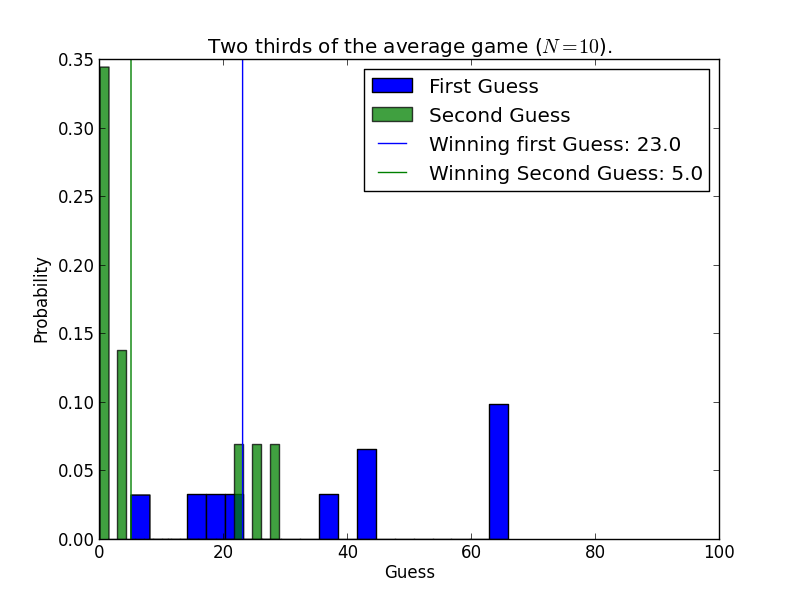 Two thirds of the average game (N=10).
First Guess
Second Guess
Winning first Guess: 23.0
Winning Second Guess: 5.0
0.35
0.30
0.25
0.20
0.15
0.10
0.05
0.00
Probability
0 20 40 60 80 100
Guess